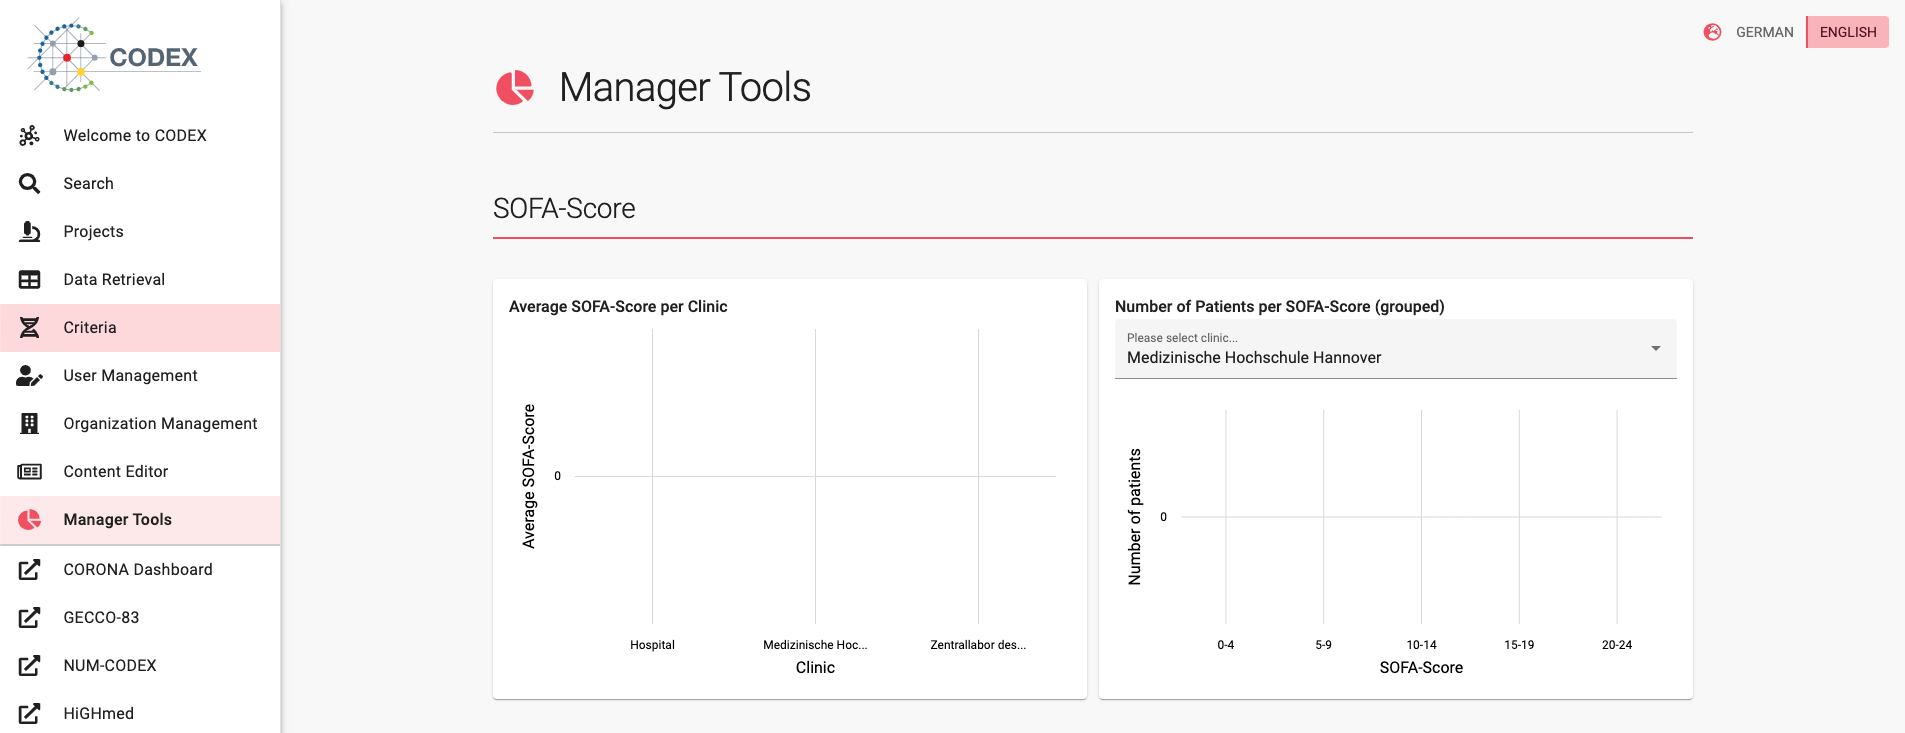 CODEX
Welcome to CODEX
Search
Projects
Data Retrieval
Criteria
User Management
Organization Management
Content Editor
Manager Tools
CORONA Dashboard
GECCO-83
NUM-CODEX
HiGHmed
GERMAN
ENGLISH
Manager Tools
SOFA-Score
Average SOFA-Score per Clinic
Average SOFA-Score
0
Hospital
Medizinische Hoc...
Zentrallabor des...
Clinic
Number of Patients per SOFA-Score (grouped)
Please select clinic...
Medizinische Hochschule Hannover
Number of patients
0
0-4
5-9
10-14
15-19
20-24
SOFA-Score